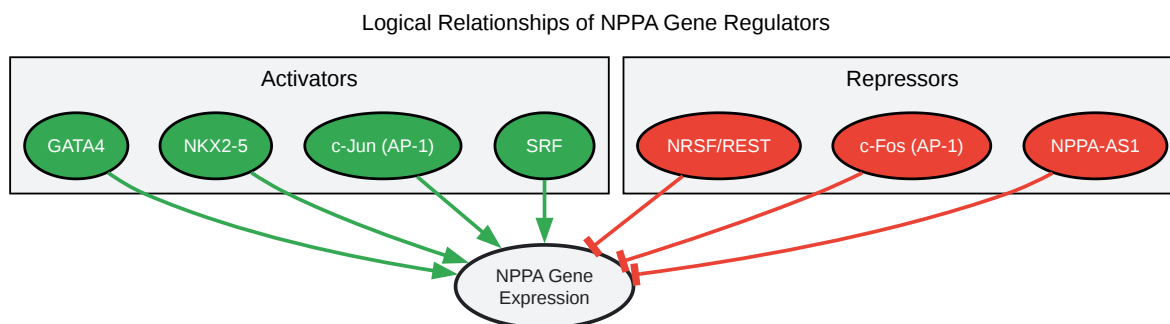 Logical Relationships of NPPA Gene Regulators
Activators
Repressors
GATA4
NKX2-5
c-Jun (AP-1)
SRF
NRSF/REST
c-Fos (AP-1)
NPPA-AS1
NPPA Gene
Expression